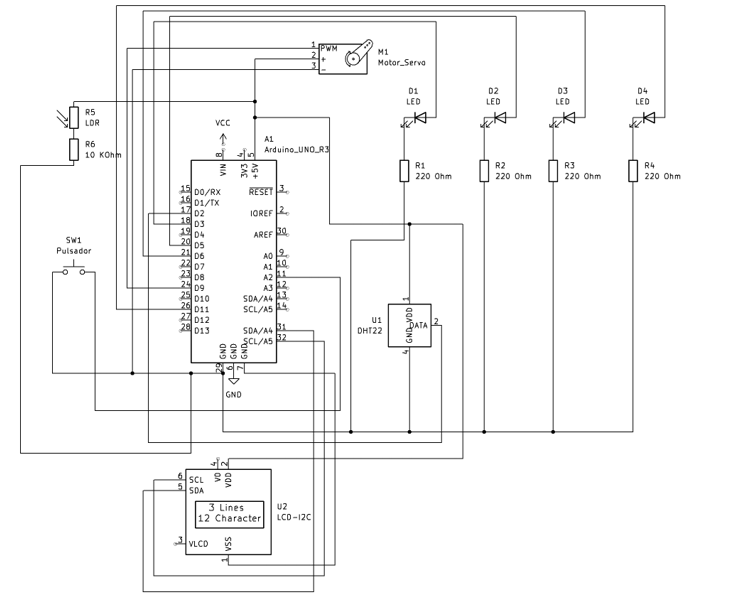 1 PWM
2 +
3 -
M1
Motor_Servo
D1
LED
D2
LED
D3
LED
D4
LED
R5
LDR
R6
10 KOhm
VCC
A1
Arduino_UNO_R3
8 4 5
VIN 3V3 +5V
R1
220 Ohm
R2
220 Ohm
R3
220 Ohm
R4
220 Ohm
15 D0/RX RESET 3
16 D1/TX
17 D2 IOREF 2
18 D3
19 D4 AREF 30
20 D5
21 D6 A0 9
22 D7 A1 10
23 D8 A2 11
24 D9 A3 12
25 D10 SDA/A4 13
26 D11 SCL/A5 14
27 D12
28 D13 SDA/A4 31
SCL/A5 32
GND GND GND
29 6 7
GND
SW1
Pulsador
U1
DHT22
1
VDD
DATA 2
GND
4
4 2
VO VDD
6 SCL
5 SDA
3 Lines
12 Character
U2
LCD-I2C
3 VLCD
VSS
1